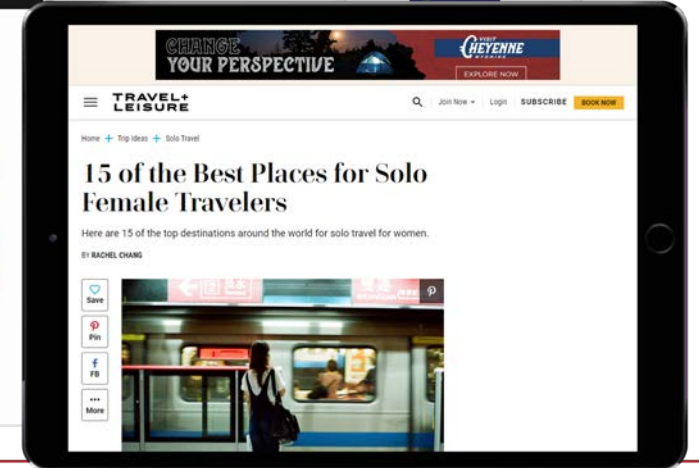 CHANGE
YOUR PERSPECTIVE
VISIT
CHEYENNE
WYOMING
EXPLORE NOW
TRAVEL+
LEISURE
Join Now
Login
SUBSCRIBE
BOOK NOW
Home + Trip Ideas + Solo Travel
15 of the Best Places for Solo
Female Travelers
Here are 15 of the top destinations around the world for solo travel for women.
BY RACHEL CHANG
Save
Pin
FB
More